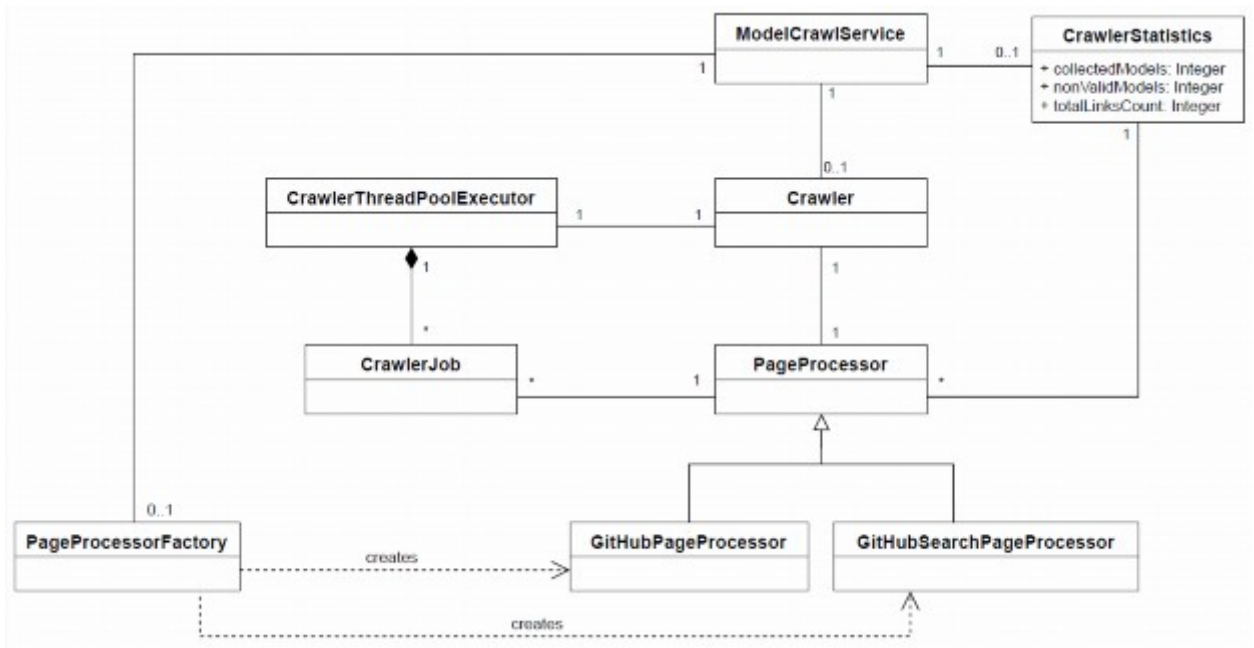 ModelCrawlService
CrawlerStatistics
+ collectedModels: Integer
+ nonValidModels: Integer
+ totalLinksCount: Integer
1
0..1
1
1
1
0..1
CrawlerThreadPoolExecutor
Crawler
1
1
1
1
*
1
CrawlerJob
PageProcessor
*
1
*
0..1
PageProcessorFactory
GitHubPageProcessor
GitHubSearchPageProcessor
creates
creates